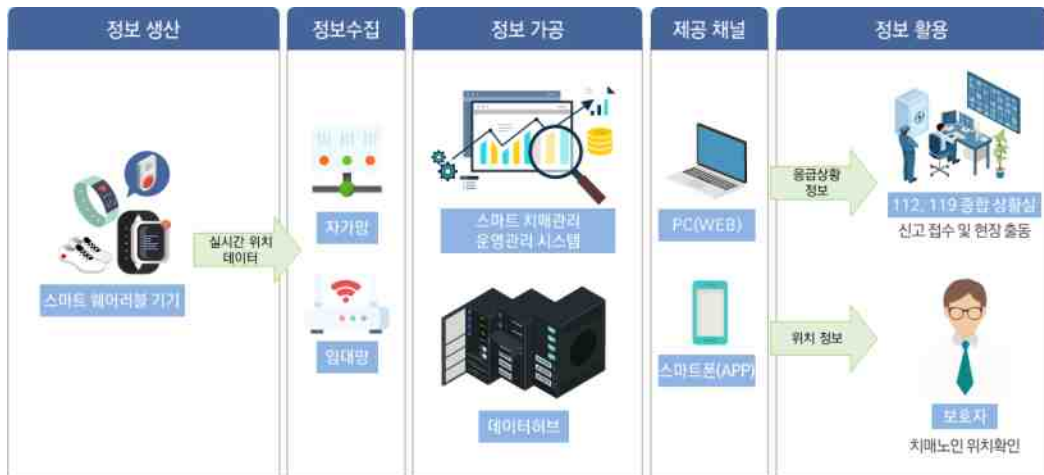 정보 생산
정보수집
정보 가공
제공 채널
정보 활용
스마트 웨어러블 기기
실시간 위치
데이터
자가망
임대망
스마트 치매관리
운영관리 시스템
데이터허브
PC(WEB)
스마트폰(APP)
응급상황
정보
위치 정보
112, 119 종합 상황실
신고 접수 및 현장 출동
보호자
치매노인 위치확인